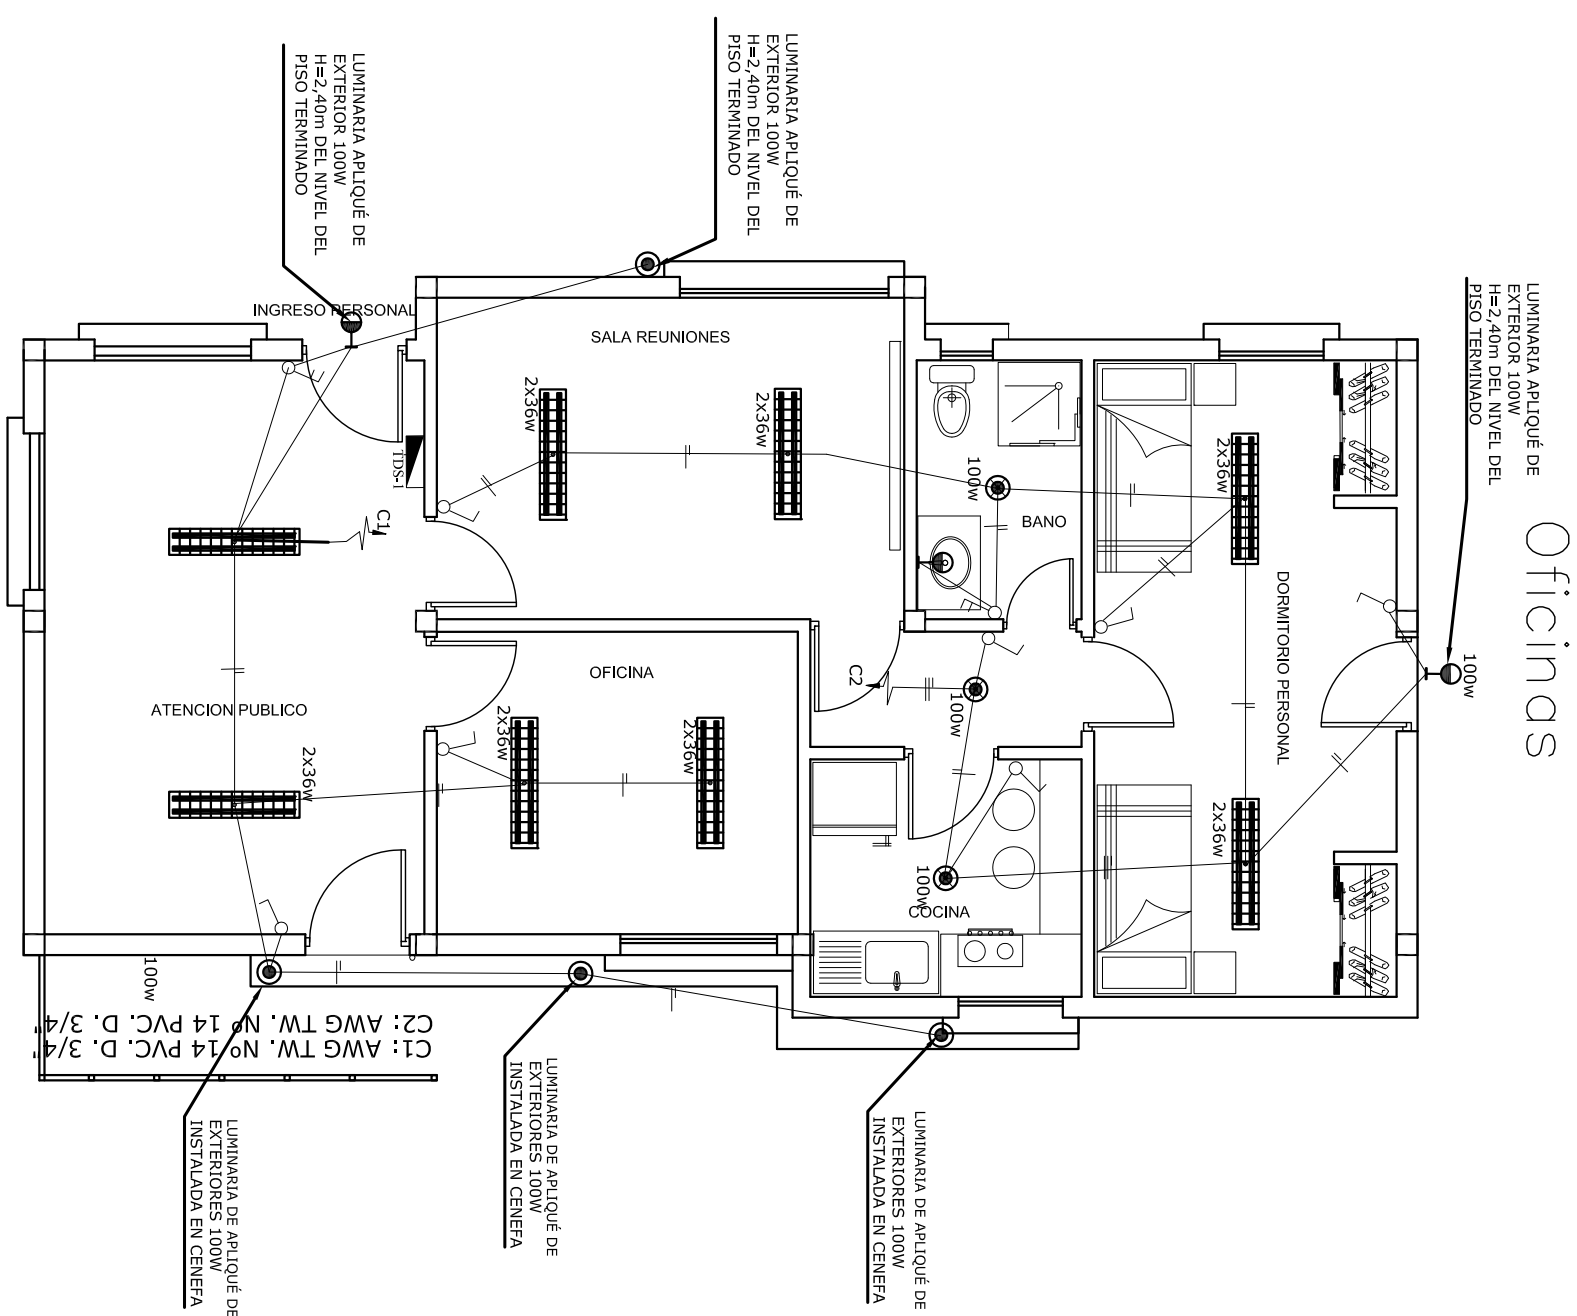 Oficinas
LUMINARIA APLIQUÉ DE
EXTERIOR 100W
H=2,40m DEL NIVEL DEL
PISO TERMINADO
LUMINARIA APLIQUÉ DE
EXTERIOR 100W
H=2,40m DEL NIVEL DEL
PISO TERMINADO
LUMINARIA APLIQUÉ DE
EXTERIOR 100W
H=2,40m DEL NIVEL DEL
PISO TERMINADO
INGRESO PERSONAL
SALA REUNIONES
2x36w
2x36w
TDS-1
C1
100w
BANO
2x36w
DORMITORIO PERSONAL
100w
OFICINA
C2
100w
ATENCION PUBLICO
2x36w
2x36w
2x36w
2x36w
100w
COCINA
100w
C1: AWG TW. Nº 14 PVC. D. 3/4"
C2: AWG TW. Nº 14 PVC. D. 3/4"
LUMINARIA DE APLIQUÉ DE
EXTERIORES 100W
INSTALADA EN CENEFA
LUMINARIA DE APLIQUÉ DE
EXTERIORES 100W
INSTALADA EN CENEFA
LUMINARIA DE APLIQUÉ DE
EXTERIORES 100W
INSTALADA EN CENEFA